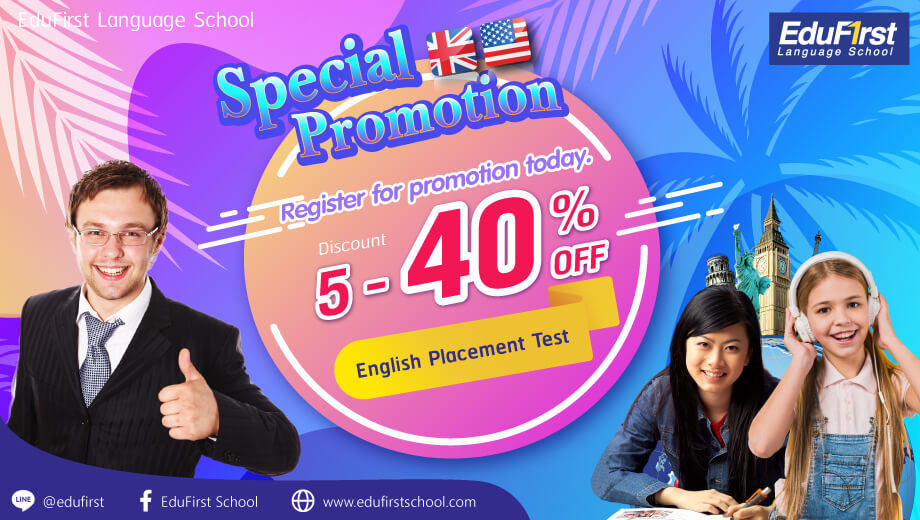 EduFirst Language School
EduF1rst
Language School
Special
Promotion
Register for promotion today.
Discount
5 - 40 % OFF
English Placement Test
LINE @edufirst
f EduFirst School
www.edufirstschool.com